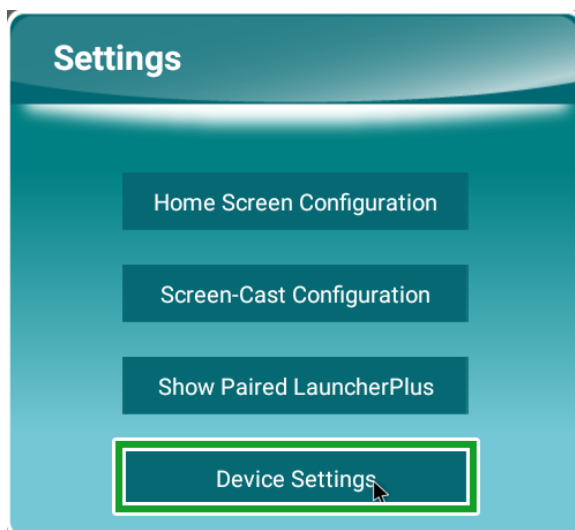 Settings
Home Screen Configuration
Screen-Cast Configuration
Show Paired LauncherPlus
Device Settings